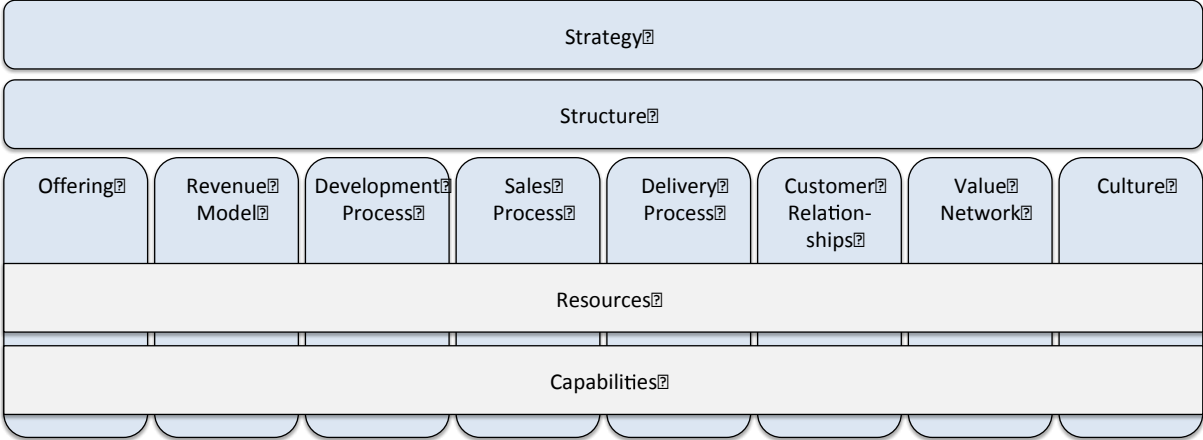 Strategy
Structure
Offering
Revenue
Model
Development
Process
Sales
Process
Delivery
Process
Customer
Relation-
ships
Value
Network
Culture
Resources
Capabilities